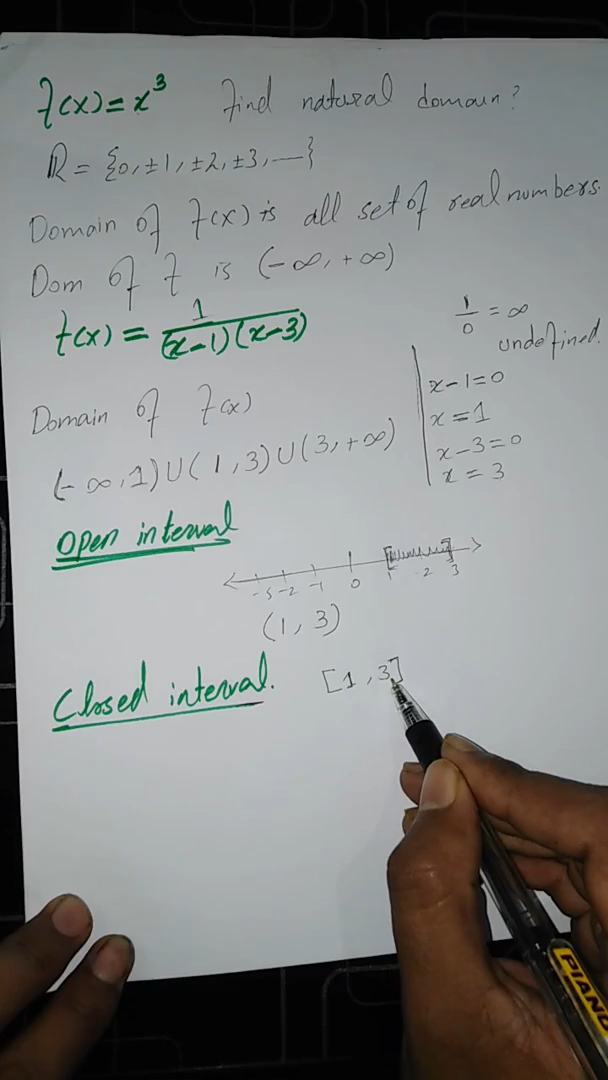 f(x) = x³ Find natural domain?
R = {0, ±1, ±2, ±3, —}
Domain of f(x) is all set of real numbers.
Dom of f is (-∞, +∞)
f(x) = 1/(x-1)(x-3)
1/0 = ∞
undefined.
x-1=0
x=1
x-3=0
x=3
Domain of f(x)
(-∞,1)U(1,3)U(3,+∞)
Open interval
-3 -2 -1 0 1 2 3
(1,3)
Closed interval. [1,3]
PIANO